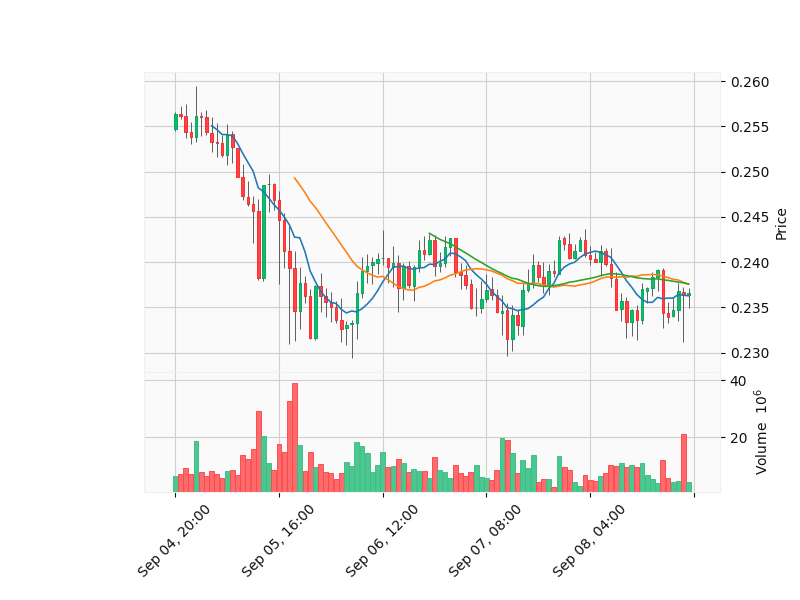 0.260
0.255
0.250
0.245
0.240
0.235
0.230
Price
40
20
Volume 10⁶
Sep 04, 20:00
Sep 05, 16:00
Sep 06, 12:00
Sep 07, 08:00
Sep 08, 04:00